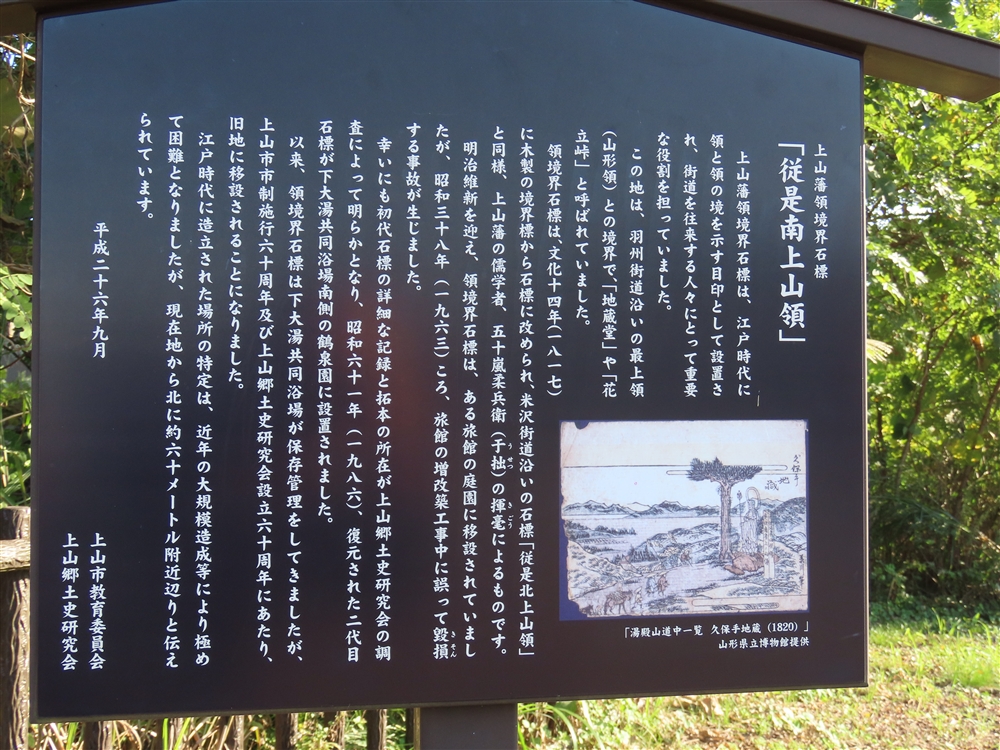 上山藩領境界石標
「従是南上山領」
上山藩領境界石標は、江戸時代に
領と領の境を示す目印として設置さ
れ、街道を往来する人々にとって重要
な役割を担っていました。
この地は、羽州街道沿いの最上領
（山形領）との境界で、「地蔵堂」や「花
立峠」と呼ばれていました。
領境界石標は、文化十四年（一八一七）
に木製の境界標から石標に改められ、米沢街道沿いの石標「従是北上山領」
と同様、上山藩の儒学者、五十嵐柔兵衛（于拙）の揮毫によるものです。
うせつ
きごう
明治維新を迎え、領境界石標は、ある旅館の庭園に移設されていまし
たが、昭和三十八年（一九六三）ころ、旅館の増改築工事中に誤って毀損
きそん
する事故が生じました。
幸いにも初代石標の詳細な記録と拓本の所在が上山郷土史研究会の調
査によって明らかとなり、昭和六十一年（一九八六）、復元された二代目
石標が下大湯共同浴場南側の鶴泉園に設置されました。
以来、領境界石標は下大湯共同浴場が保存管理をしてきましたが、
上山市市制施行六十周年及び上山郷土史研究会設立六十周年にあたり、
旧地に移設されることになりました。
江戸時代に造立された場所の特定は、近年の大規模造成等により極め
て困難となりましたが、現在地から北に約六十メートル附近辺りと伝え
られています。
平成二十六年九月
上山市教育委員会
上山郷土史研究会
久保手
地蔵
「湯殿山道中一覧　久保手地蔵（1820）」
山形県立博物館提供